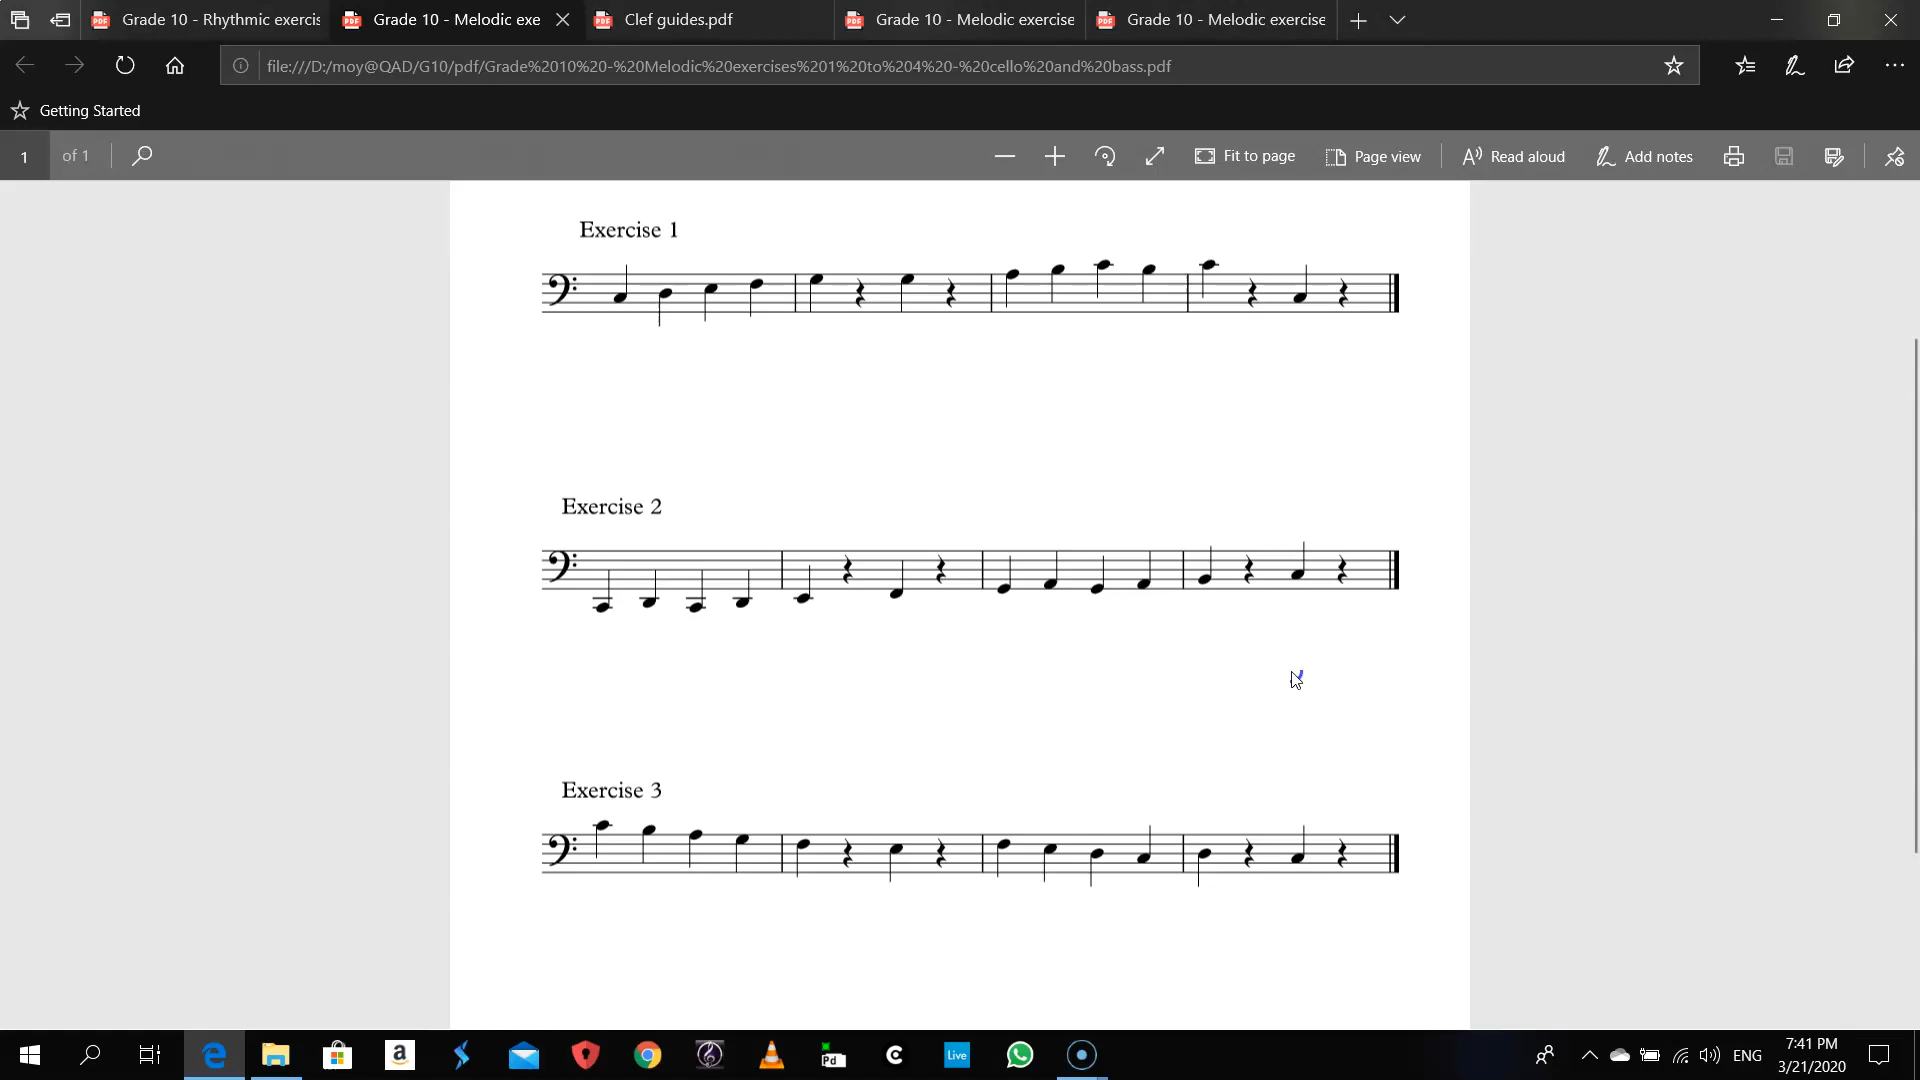 Grade 10 - Rhythmic exercis
Grade 10 - Melodic exe
Clef guides.pdf
Grade 10 - Melodic exercise
Grade 10 - Melodic exercise
file:///D:/moy@QAD/G10/pdf/Grade%2010%20-%20Melodic%20exercises%201%20to%204%20-%20cello%20and%20bass.pdf
Getting Started
1 of 1
Fit to page
Page view
Read aloud
Add notes
Exercise 1
Exercise 2
Exercise 3
a
Pd
C
Live
ENG
7:41 PM
3/21/2020